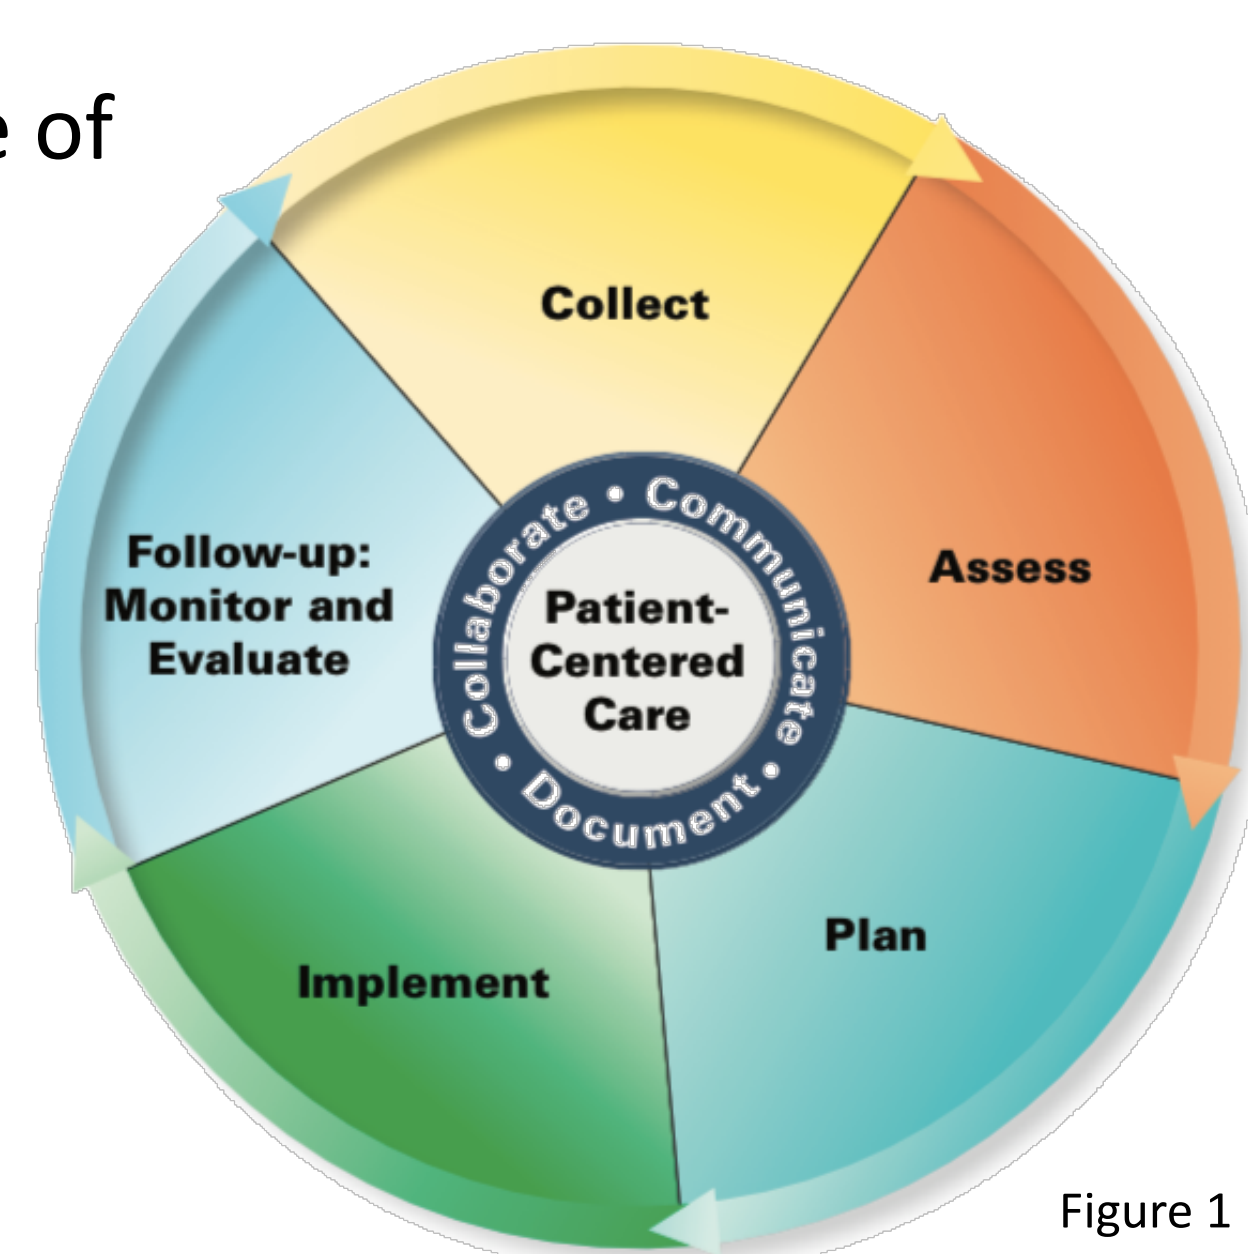 e of
Collect
Assess
Follow-up:
Monitor and
Evaluate
Collaborate • Communicate • Document •
Patient-
Centered
Care
Plan
Implement
Figure 1